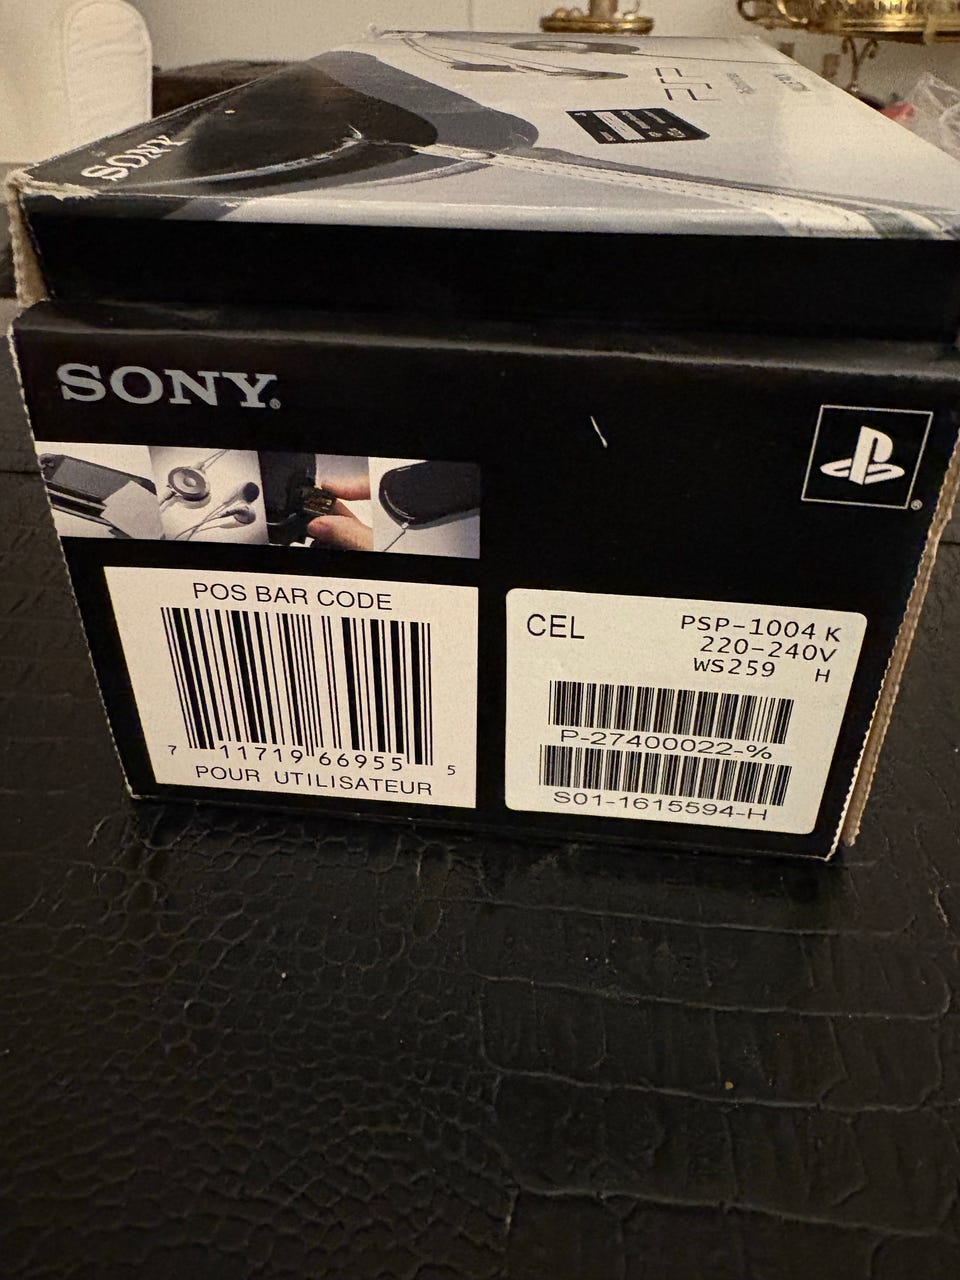 SONY
PSP
SONY
POS BAR CODE
7 11719 66955 5
POUR UTILISATEUR
CEL
PSP-1004 K
220-240V
WS259 H
P-27400022-%
S01-1615594-H